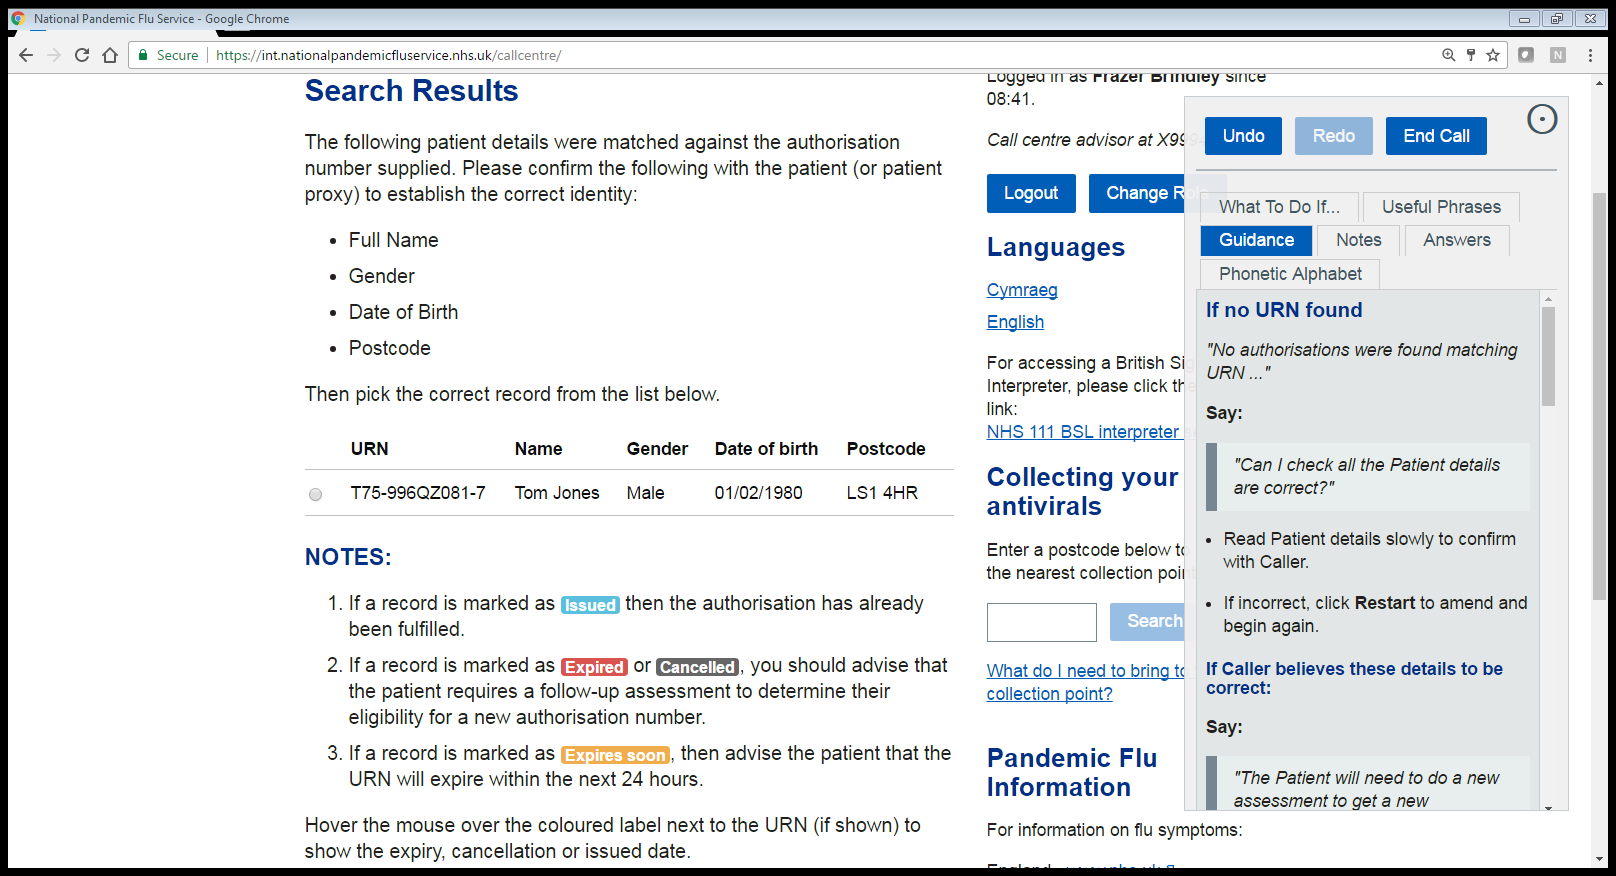 National Pandemic Flu Service - Google Chrome
Secure
https://int.nationalpandemicfluservice.nhs.uk/callcentre/
N
Search Results
The following patient details were matched against the authorisation
number supplied. Please confirm the following with the patient (or patient
proxy) to establish the correct identity:
Full Name
Gender
Date of Birth
Postcode
Then pick the correct record from the list below.
URN Name Gender Date of birth Postcode
T75-996QZ081-7 Tom Jones Male 01/02/1980 LS1 4HR
NOTES:
1. If a record is marked as Issued then the authorisation has already
been fulfilled.
2. If a record is marked as Expired or Cancelled, you should advise that
the patient requires a follow-up assessment to determine their
eligibility for a new authorisation number.
3. If a record is marked as Expires soon, then advise the patient that the
URN will expire within the next 24 hours.
Hover the mouse over the coloured label next to the URN (if shown) to
show the expiry, cancellation or issued date.
Logged in as Frazer Brindley since
08:41.
Call centre advisor at X999
Logout
Change Role
Languages
Cymraeg
English
For accessing a British Si
Interpreter, please click the
link:
NHS 111 BSL interpreter
Collecting your
antivirals
Enter a postcode below to
the nearest collection poin
Search
What do I need to bring to
collection point?
Pandemic Flu
Information
For information on flu symptoms:
Undo
Redo
End Call
What To Do If...
Useful Phrases
Guidance
Notes
Answers
Phonetic Alphabet
If no URN found
"No authorisations were found matching
URN ..."
Say:
"Can I check all the Patient details
are correct?"
Read Patient details slowly to confirm
with Caller.
If incorrect, click Restart to amend and
begin again.
If Caller believes these details to be
correct:
Say:
"The Patient will need to do a new
assessment to get a new